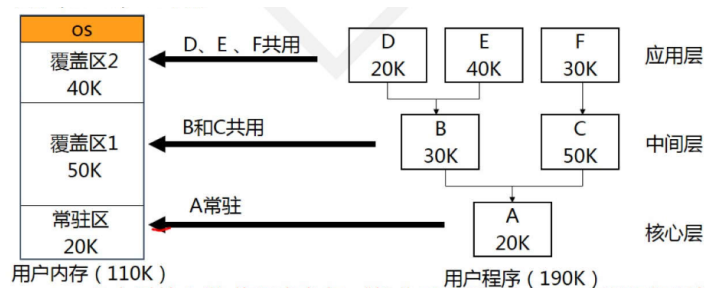 os
覆盖区2
40K
覆盖区1
50K
常驻区
20K
用户内存（110K）
D、E 、F共用
B和C共用
A常驻
D
20K
E
40K
F
30K
应用层
B
30K
C
50K
中间层
A
20K
核心层
用户程序（190K）